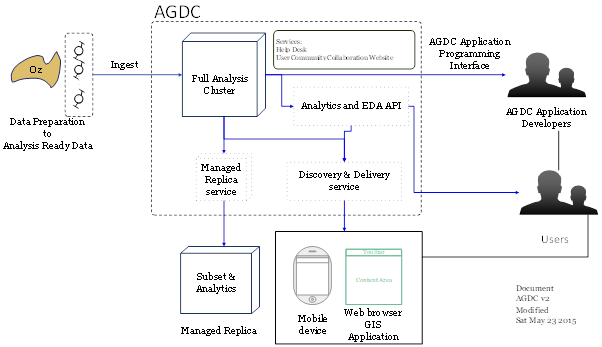 AGDC
Services:
Help Desk
User Community Collaboration Website
AGDC Application
Programming
Interface
Oz
Ingest
Full Analysis
Cluster
Analytics and EDA API
AGDC Application
Developers
Data Preparation
to
Analysis Ready Data
Managed
Replica
service
Discovery & Delivery
service
Users
Subset &
Analytics
Managed Replica
Mobile
device
Tool Bar
Content Area
Web browser
GIS
Application
Document
AGDC v2
Modified
Sat May 23 2015